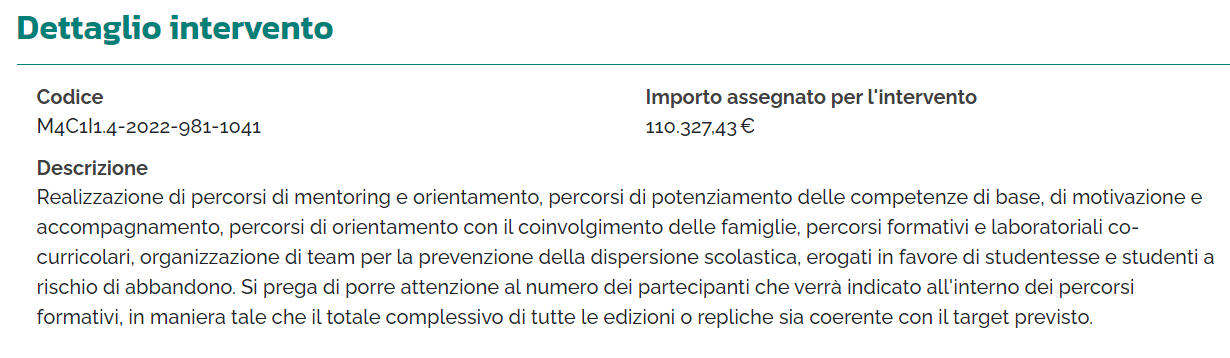 Dettaglio intervento
Codice
M4C1I1.4-2022-981-1041
Importo assegnato per l'intervento
110.327,43 €
Descrizione
Realizzazione di percorsi di mentoring e orientamento, percorsi di potenziamento delle competenze di base, di motivazione e
accompagnamento, percorsi di orientamento con il coinvolgimento delle famiglie, percorsi formativi e laboratoriali co-
curricolari, organizzazione di team per la prevenzione della dispersione scolastica, erogati in favore di studentesse e studenti a
rischio di abbandono. Si prega di porre attenzione al numero dei partecipanti che verrà indicato all'interno dei percorsi
formativi, in maniera tale che il totale complessivo di tutte le edizioni o repliche sia coerente con il target previsto.